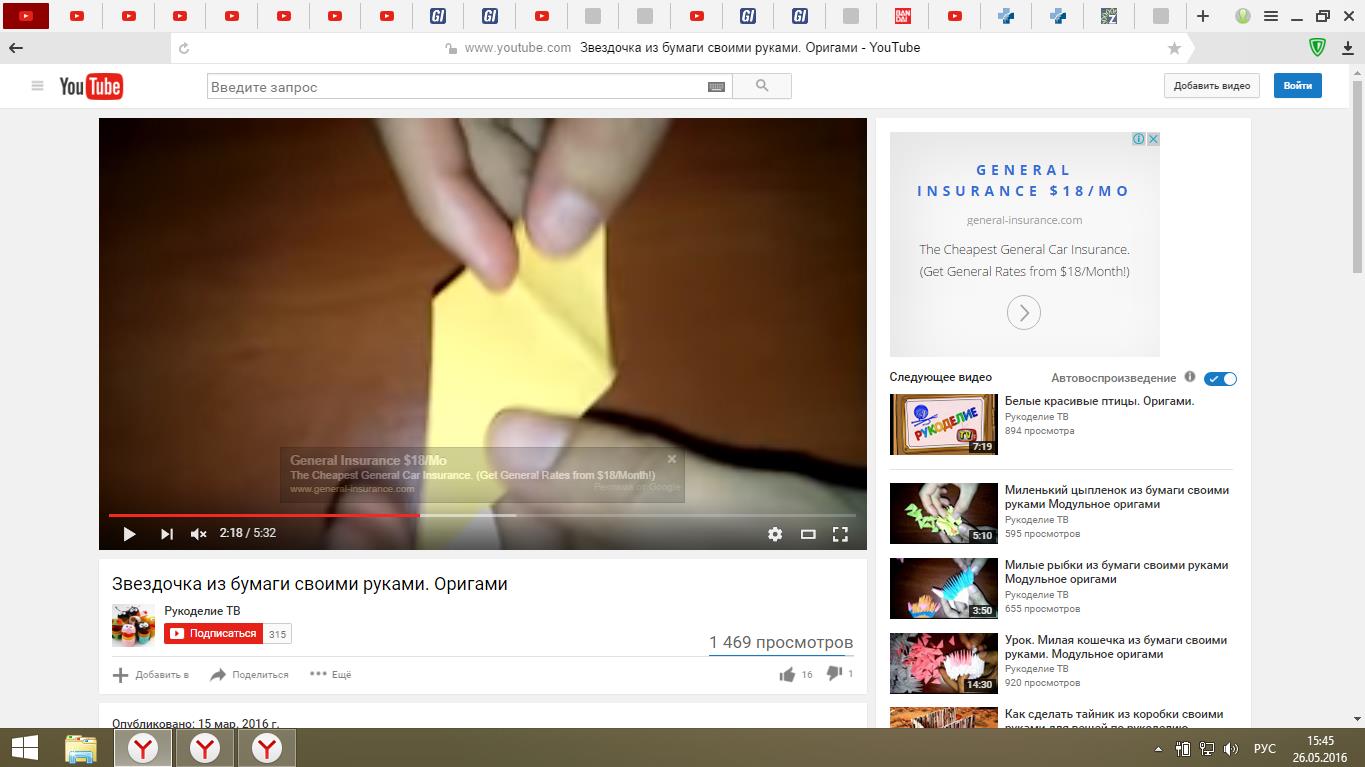 GI
GI
GI
GI
BAN
DAI
Z
www.youtube.com Звездочка из бумаги своими руками. Оригами - YouTube
YouTube
Введите запрос
Добавить видео
Войти
GENERAL
INSURANCE $18/MO
general-insurance.com
The Cheapest General Car Insurance.
(Get General Rates from $18/Month!)
General Insurance $18/Mo
The Cheapest General Car Insurance. (Get General Rates from $18/Month!)
www.general-insurance.com
Реклама от Google
2:18 / 5:32
Звездочка из бумаги своими руками. Оригами
Рукоделие ТВ
Подписаться 315
1 469 просмотров
Добавить в
Поделиться
Ещё
16
1
Опубликовано: 15 мар. 2016 г.
Следующее видео
Автовоспроизведение
РУКОДЕЛИЕ
7:19
Белые красивые птицы. Оригами.
Рукоделие ТВ
894 просмотра
5:10
Миленький цыпленок из бумаги своими
руками Модульное оригами
Рукоделие ТВ
595 просмотров
3:50
Милые рыбки из бумаги своими руками
Модульное оригами
Рукоделие ТВ
655 просмотров
14:30
Урок. Милая кошечка из бумаги своими
руками. Модульное оригами
Рукоделие ТВ
920 просмотров
Как сделать тайник из коробки своими
руками для вещей по рукоделию
РУС
15:45
26.05.2016